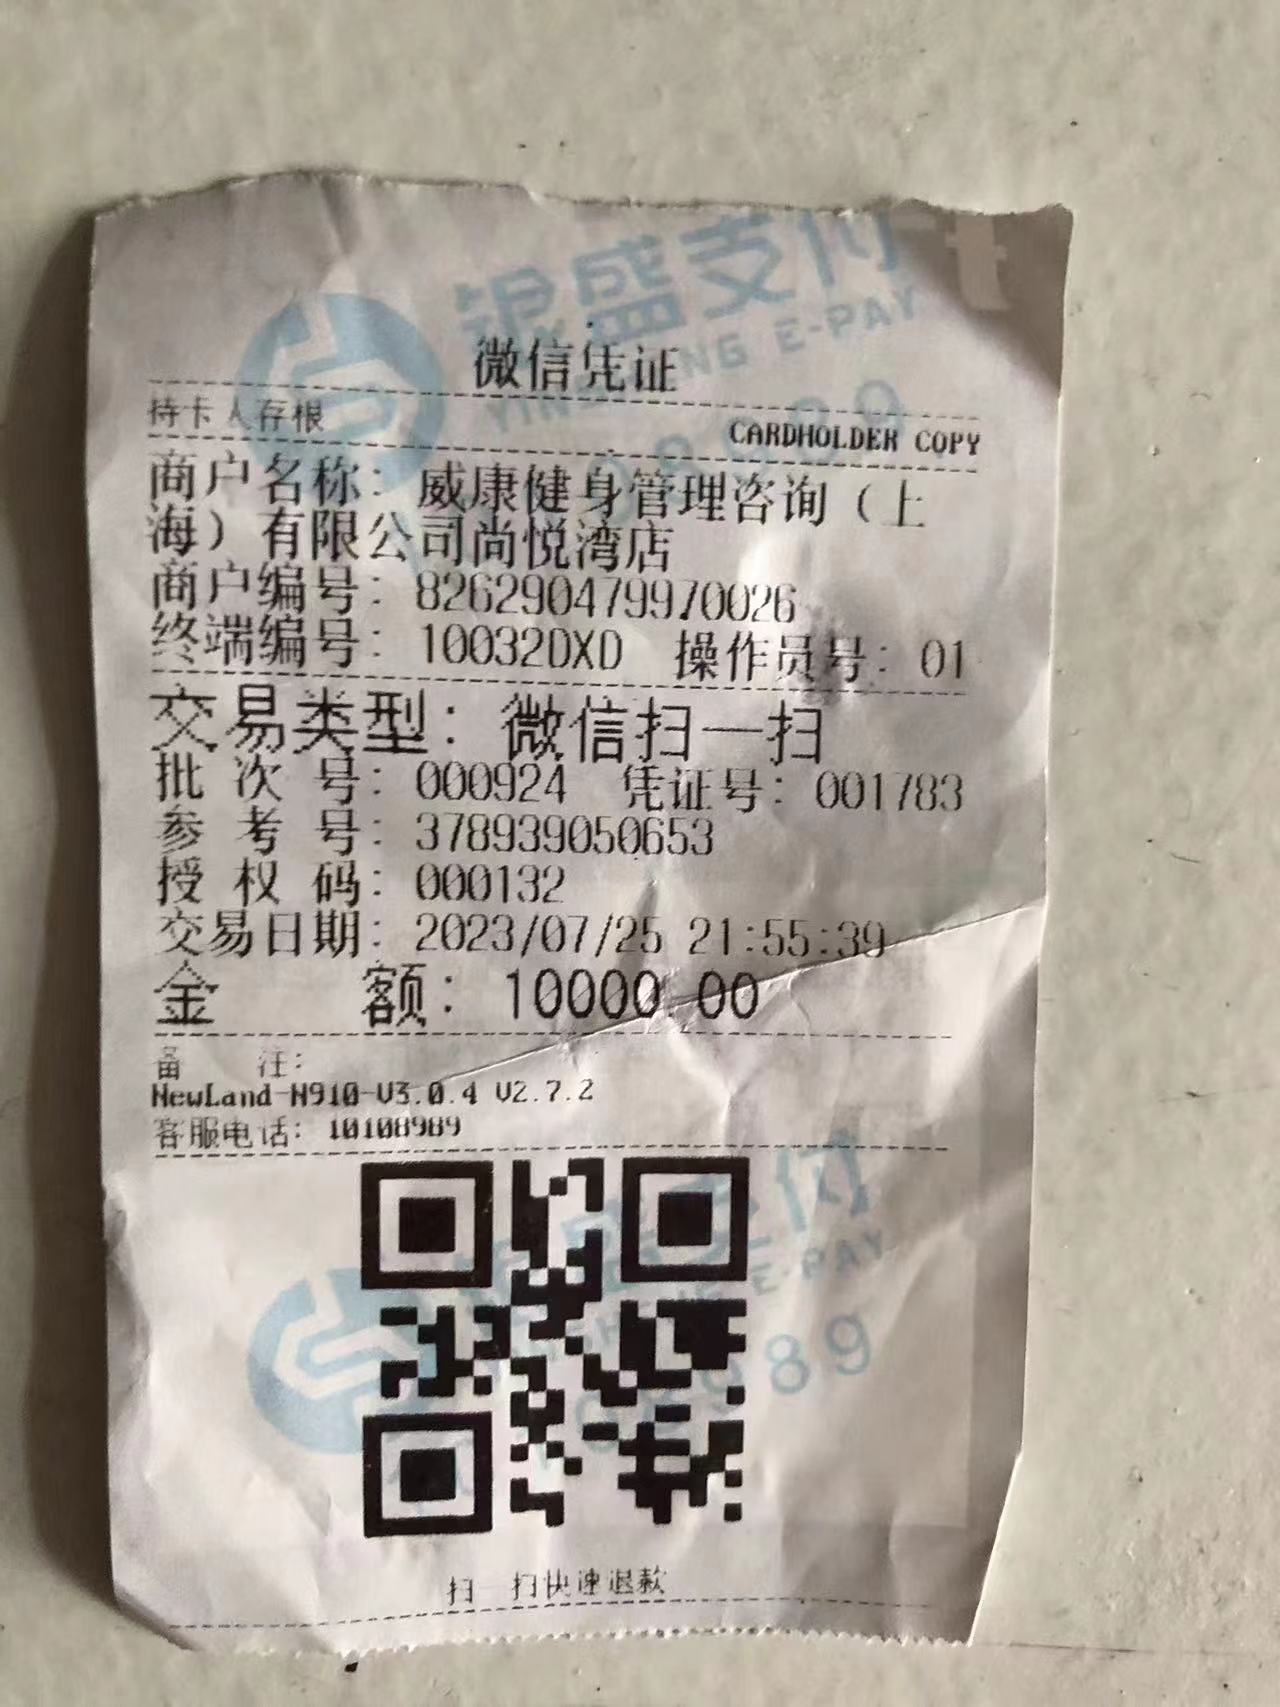 银盛支付
YINSHENG E-PAY
微信凭证
持卡人存根
CARDHOLDER COPY
商户名称：威康健身管理咨询（上
海）有限公司尚悦湾店
商户编号：826290479970026
终端编号：10032DXD 操作员号：01
交易类型：微信扫一扫
批次号：000924 凭证号：001783
参考号：378939050653
授权码：000132
交易日期：2023/07/25 21:55:39
金额：10000.00
备注：
NewLand-N910-V3.0.4 V2.7.2
客服电话：10108989
扫一扫快速退款